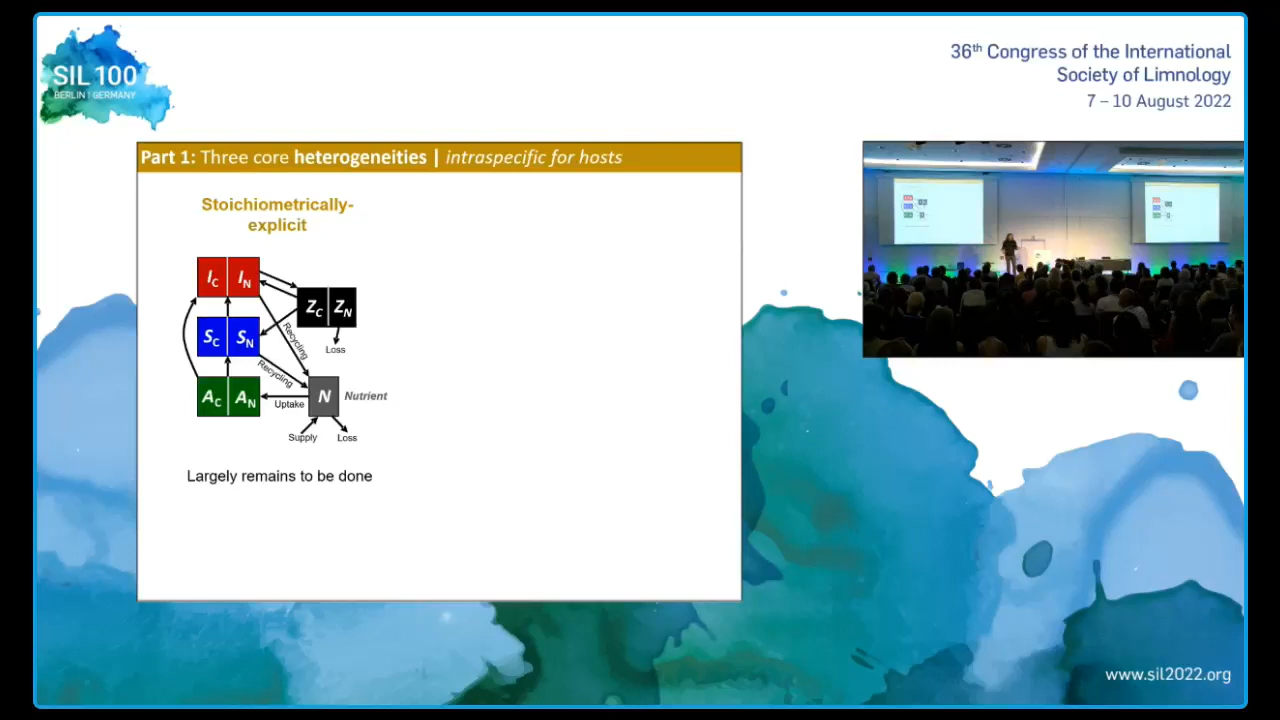 SIL 100
BERLIN | GERMANY
36th Congress of the International
Society of Limnology
7 – 10 August 2022
Part 1: Three core heterogeneities | intraspecific for hosts
Stoichiometrically-
explicit
IC IN
ZC ZN
SC SN
Recycling
Loss
Recycling
AC AN
Uptake
N
Nutrient
Supply
Loss
Largely remains to be done
www.sil2022.org